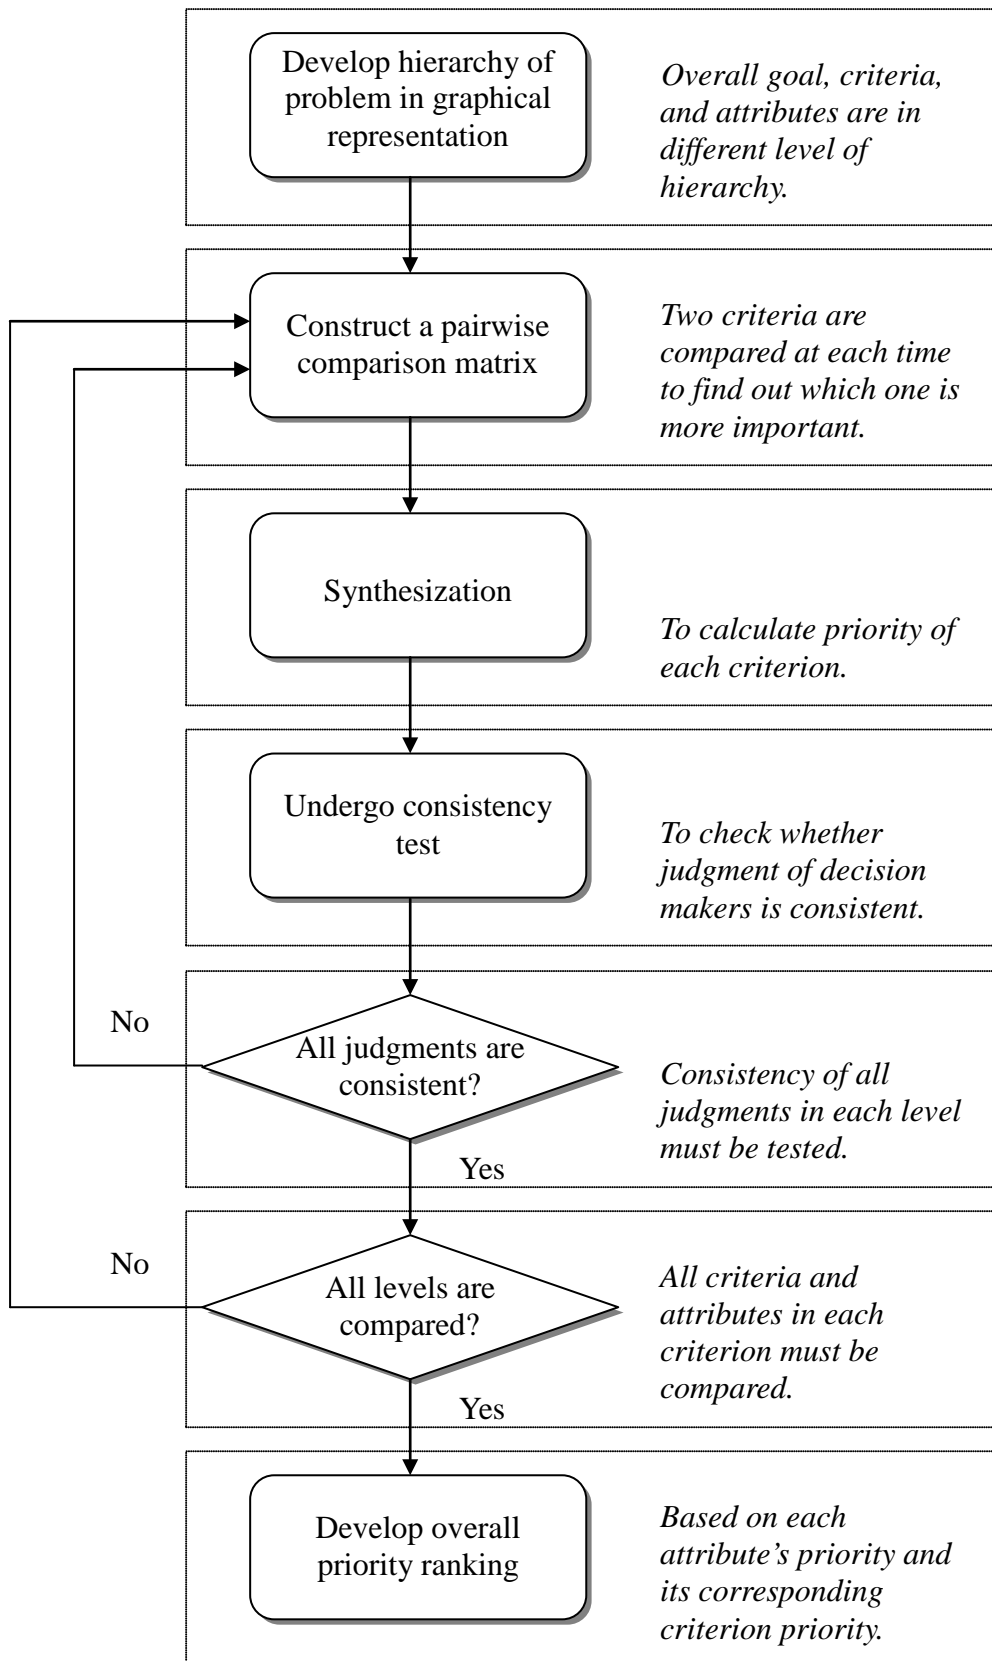 Develop hierarchy of
problem in graphical
representation
Overall goal, criteria,
and attributes are in
different level of
hierarchy.
Construct a pairwise
comparison matrix
Two criteria are
compared at each time
to find out which one is
more important.
Synthesization
To calculate priority of
each criterion.
Undergo consistency
test
To check whether
judgment of decision
makers is consistent.
No
All judgments are
consistent?
Consistency of all
judgments in each level
must be tested.
Yes
No
All levels are
compared?
All criteria and
attributes in each
criterion must be
compared.
Yes
Develop overall
priority ranking
Based on each
attribute’s priority and
its corresponding
criterion priority.